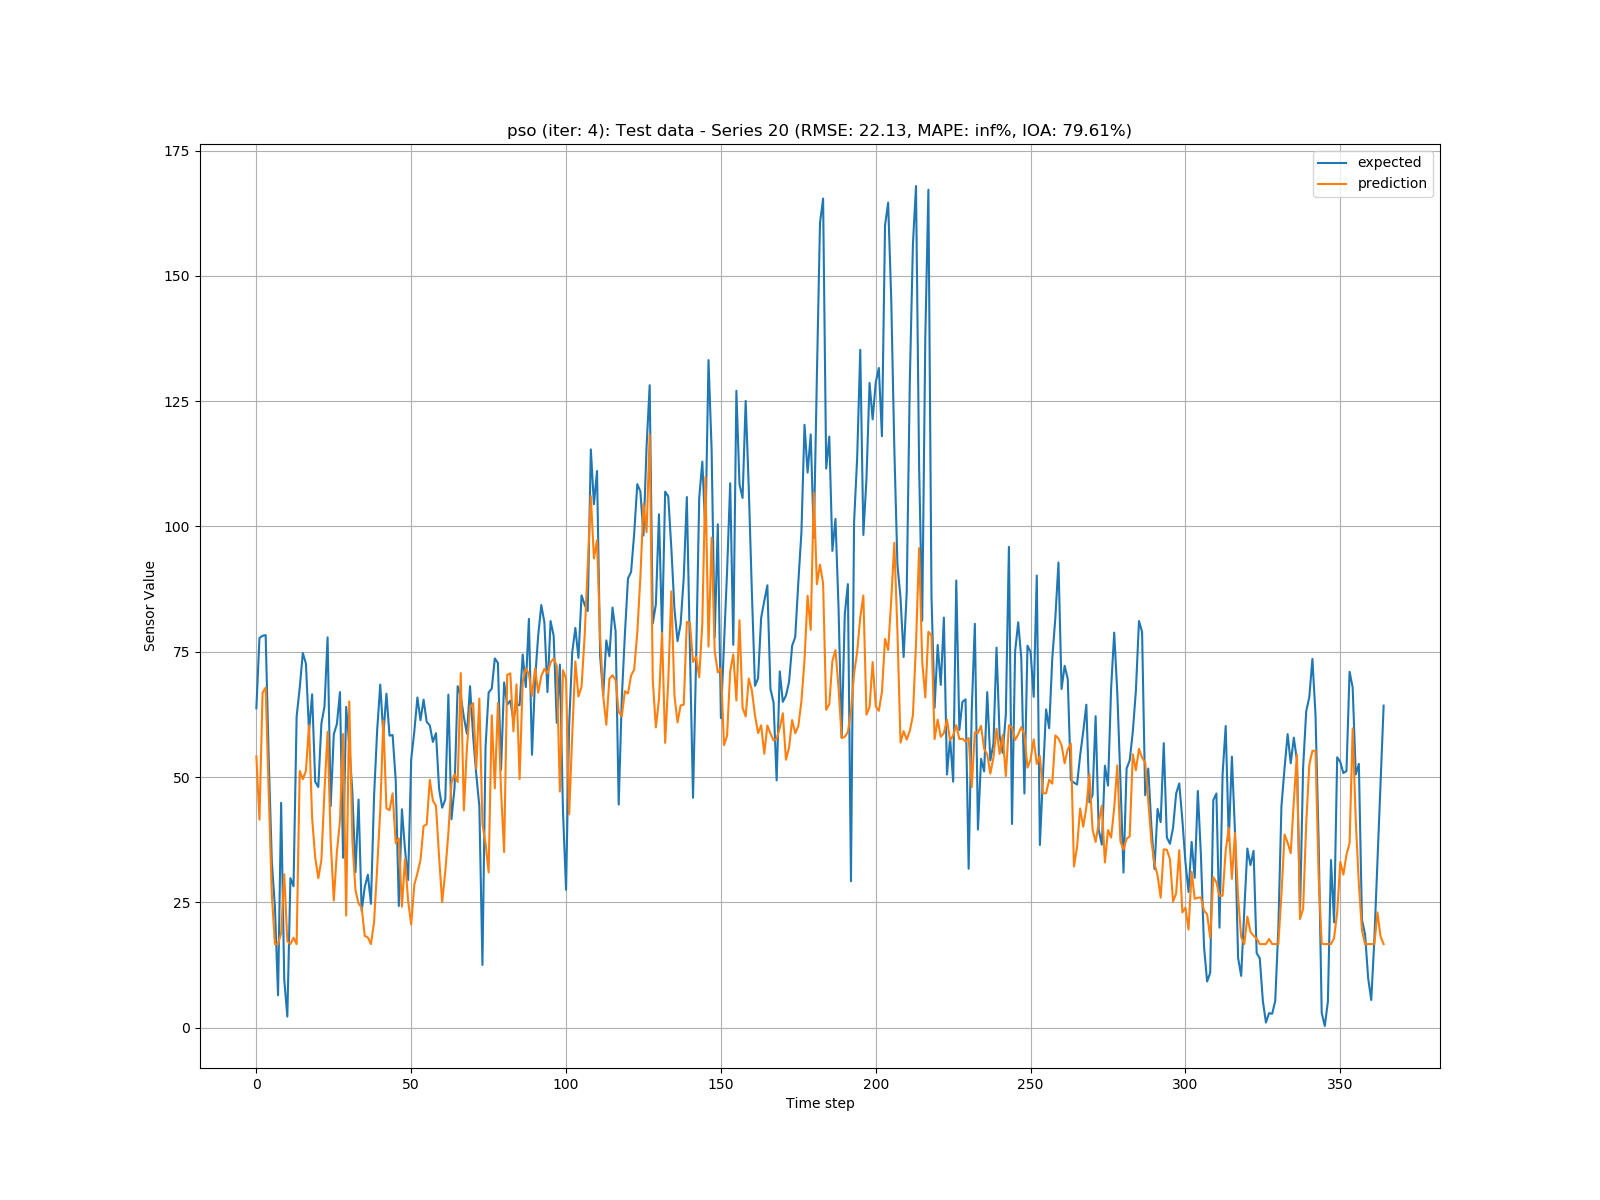 pso (iter: 4): Test data - Series 20 (RMSE: 22.13, MAPE: inf%, IOA: 79.61%)
expected
prediction
Sensor Value
175
150
125
100
75
50
25
0
0 50 100 150 200 250 300 350
Time step